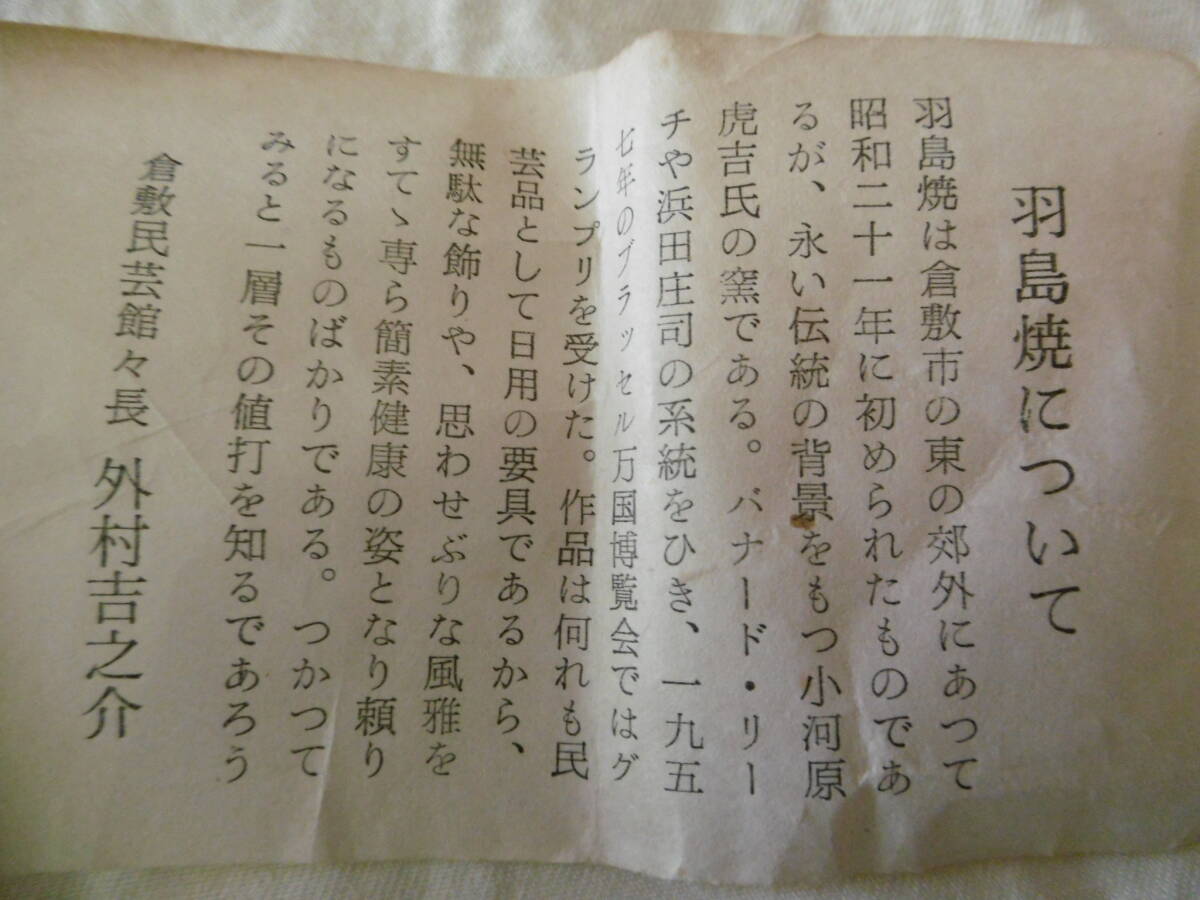 羽島焼について
羽島焼は倉敷市の東の郊外にあつて
昭和二十一年に初められたものであ
るが、永い伝統の背景をもつ小河原
虎吉氏の窯である。バナード・リー
チや浜田庄司の系統をひき、一九五
七年のブラッセル万国博覧会ではグ
ランプリを受けた。作品は何れも民
芸品として日用の要具であるから、
無駄な飾りや、思わせぶりな風雅を
すてゝ専ら簡素健康の姿となり頼り
になるものばかりである。つかつて
みると一層その値打を知るであろう
倉敷民芸館々長 外村吉之介